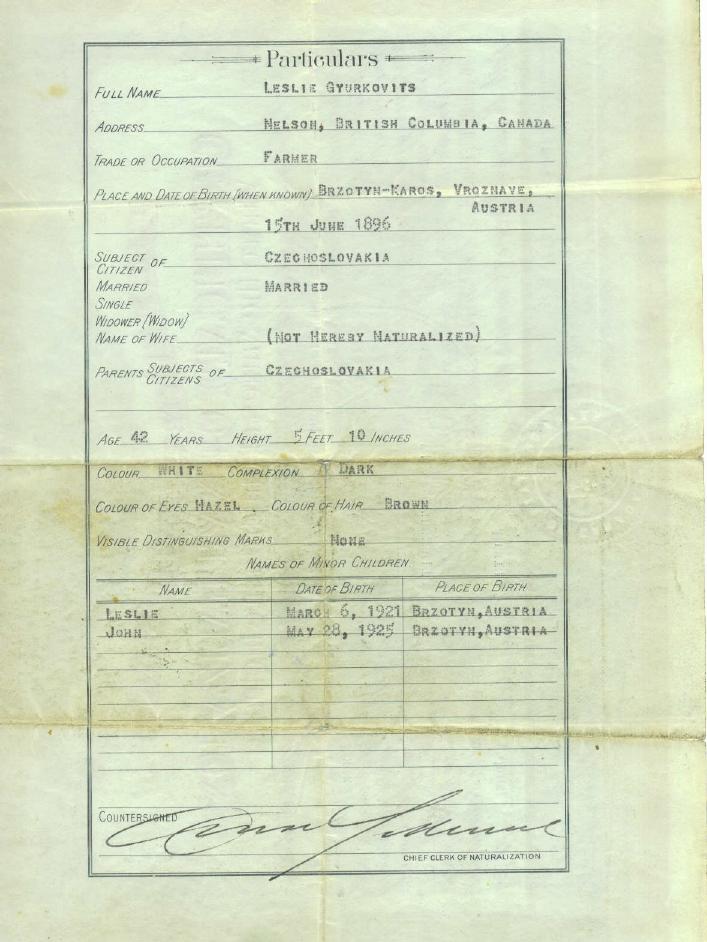 Particulars
FULL NAME LESLIE GYURKOVITS
ADDRESS NELSON, BRITISH COLUMBIA, CANADA
TRADE OR OCCUPATION FARMER
PLACE AND DATE OF BIRTH (WHEN KNOWN) BRZOTYN-KAROS, VROZNAVE,
AUSTRIA
15TH JUNE 1896
SUBJECT OF CZECHOSLOVAKIA
CITIZEN
MARRIED MARRIED
SINGLE
WIDOWER (WIDOW)
NAME OF WIFE (NOT HEREBY NATURALIZED)
PARENTS SUBJECTS OF CZECHOSLOVAKIA
CITIZENS
AGE 42 YEARS HEIGHT 5 FEET 10 INCHES
COLOUR WHITE COMPLEXION DARK
COLOUR OF EYES HAZEL COLOUR OF HAIR BROWN
VISIBLE DISTINGUISHING MARKS NONE
NAMES OF MINOR CHILDREN
NAME DATE OF BIRTH PLACE OF BIRTH
LESLIE MARCH 6, 1921 BRZOTYN, AUSTRIA
JOHN MAY 28, 1925 BRZOTYN, AUSTRIA
COUNTERSIGNED
CHIEF CLERK OF NATURALIZATION